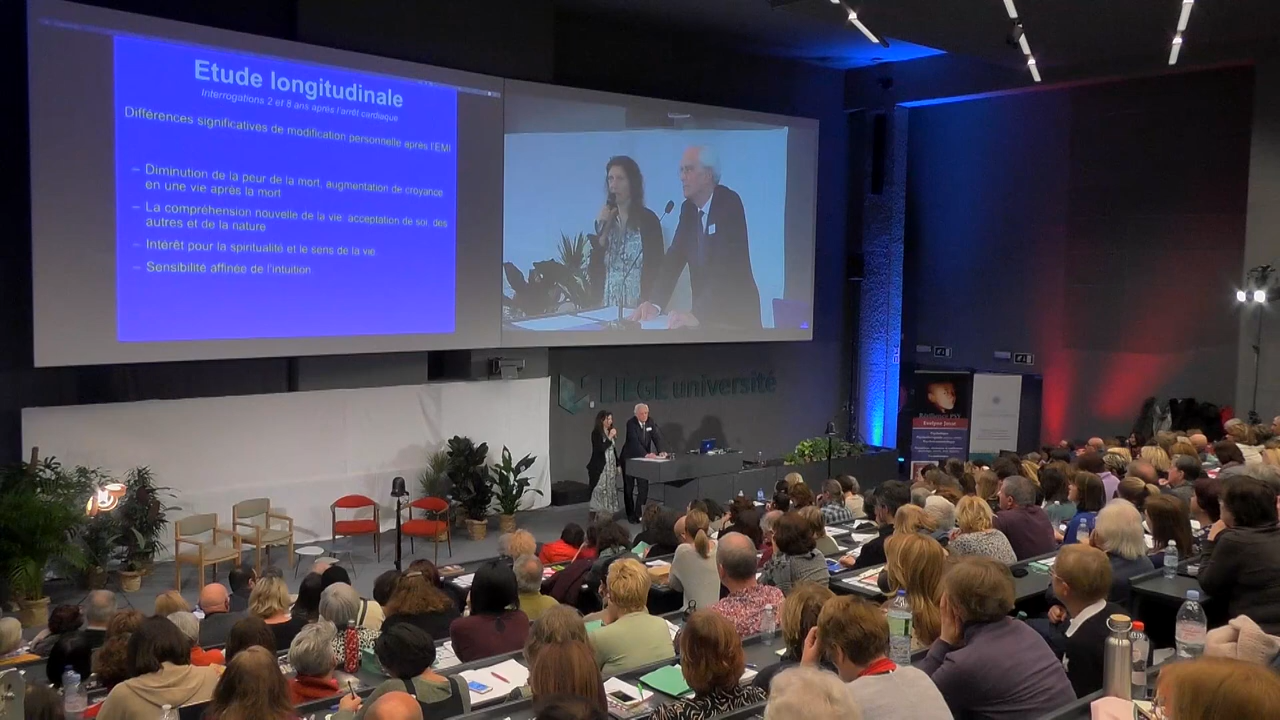 Etude longitudinale
Interrogations 2 et 8 ans après l'arrêt cardiaque
Différences significatives de modification personnelle après l'EMI
– Diminution de la peur de la mort, augmentation de croyance
en une vie après la mort
– La compréhension nouvelle de la vie: acceptation de soi, des
autres et de la nature
– Intérêt pour la spiritualité et le sens de la vie
– Sensibilité affinée de l'intuition
LIÈGE université